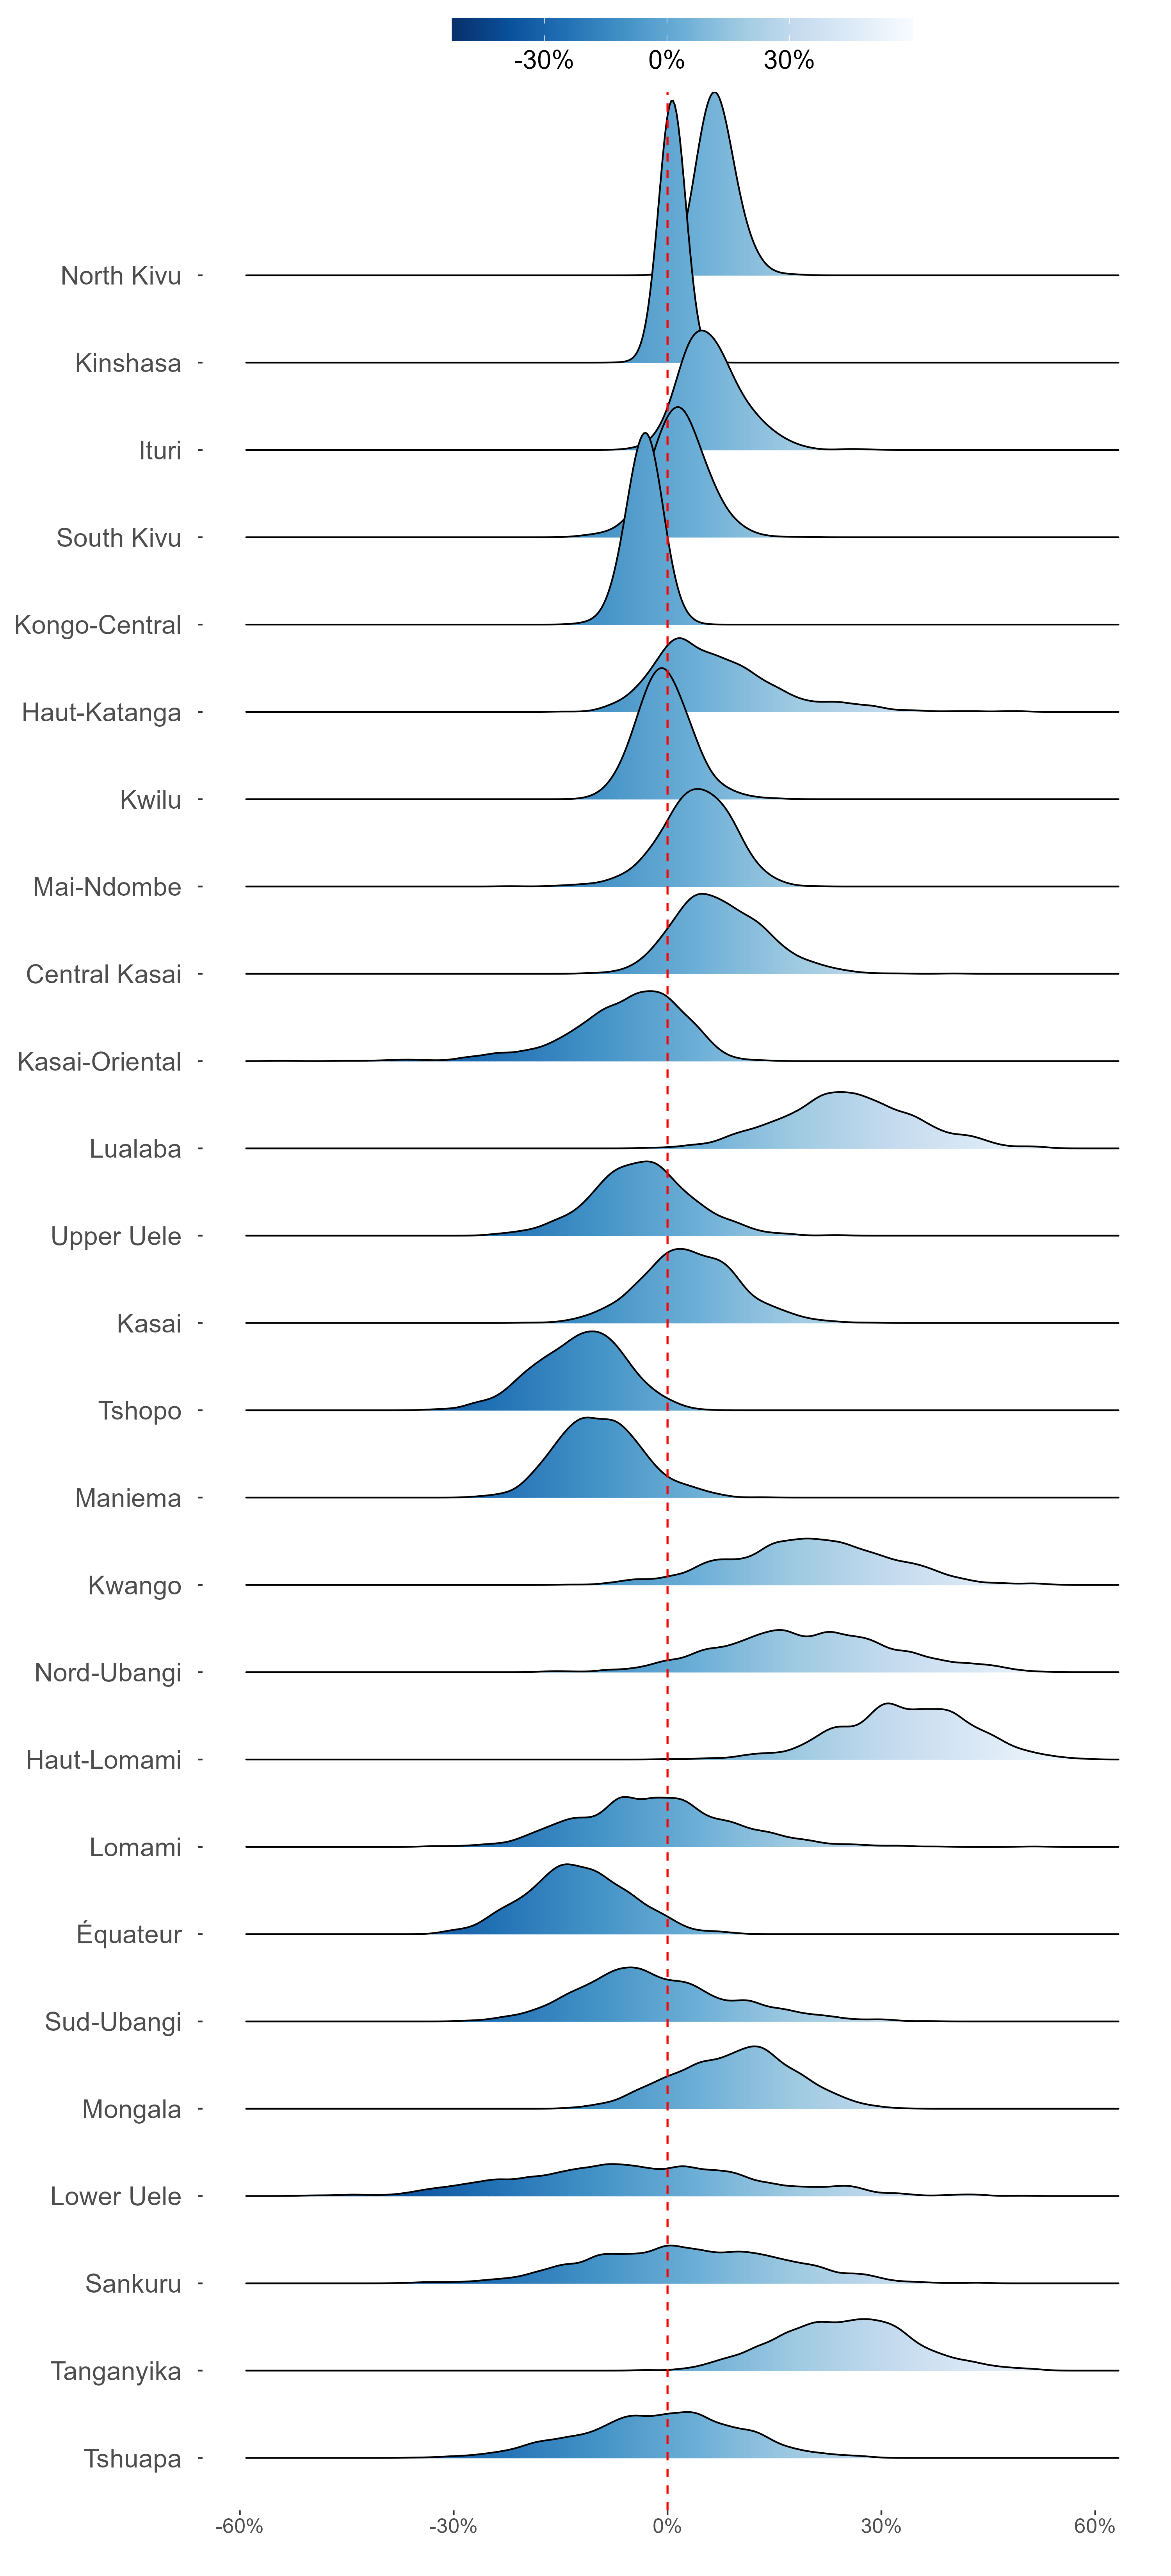 -30% 0% 30%
North Kivu
Kinshasa
Ituri
South Kivu
Kongo-Central
Haut-Katanga
Kwilu
Mai-Ndombe
Central Kasai
Kasai-Oriental
Lualaba
Upper Uele
Kasai
Tshopo
Maniema
Kwango
Nord-Ubangi
Haut-Lomami
Lomami
Équateur
Sud-Ubangi
Mongala
Lower Uele
Sankuru
Tanganyika
Tshuapa
-60% -30% 0% 30% 60%